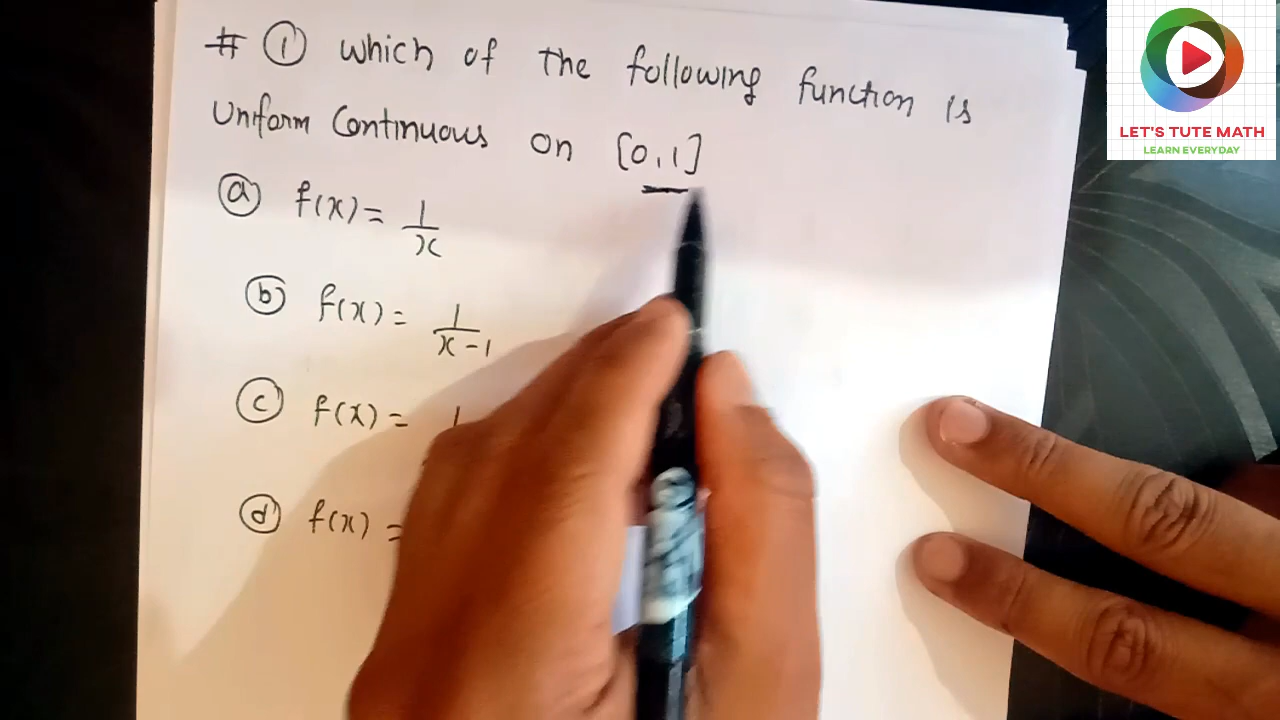 # ① which of the following function is
Uniform Continuous on [0,1]
ⓐ f(x) = 1/x
ⓑ f(x) = 1/x-1
ⓒ f(x) = 1
ⓓ f(x) =
LET'S TUTE MATH
LEARN EVERYDAY